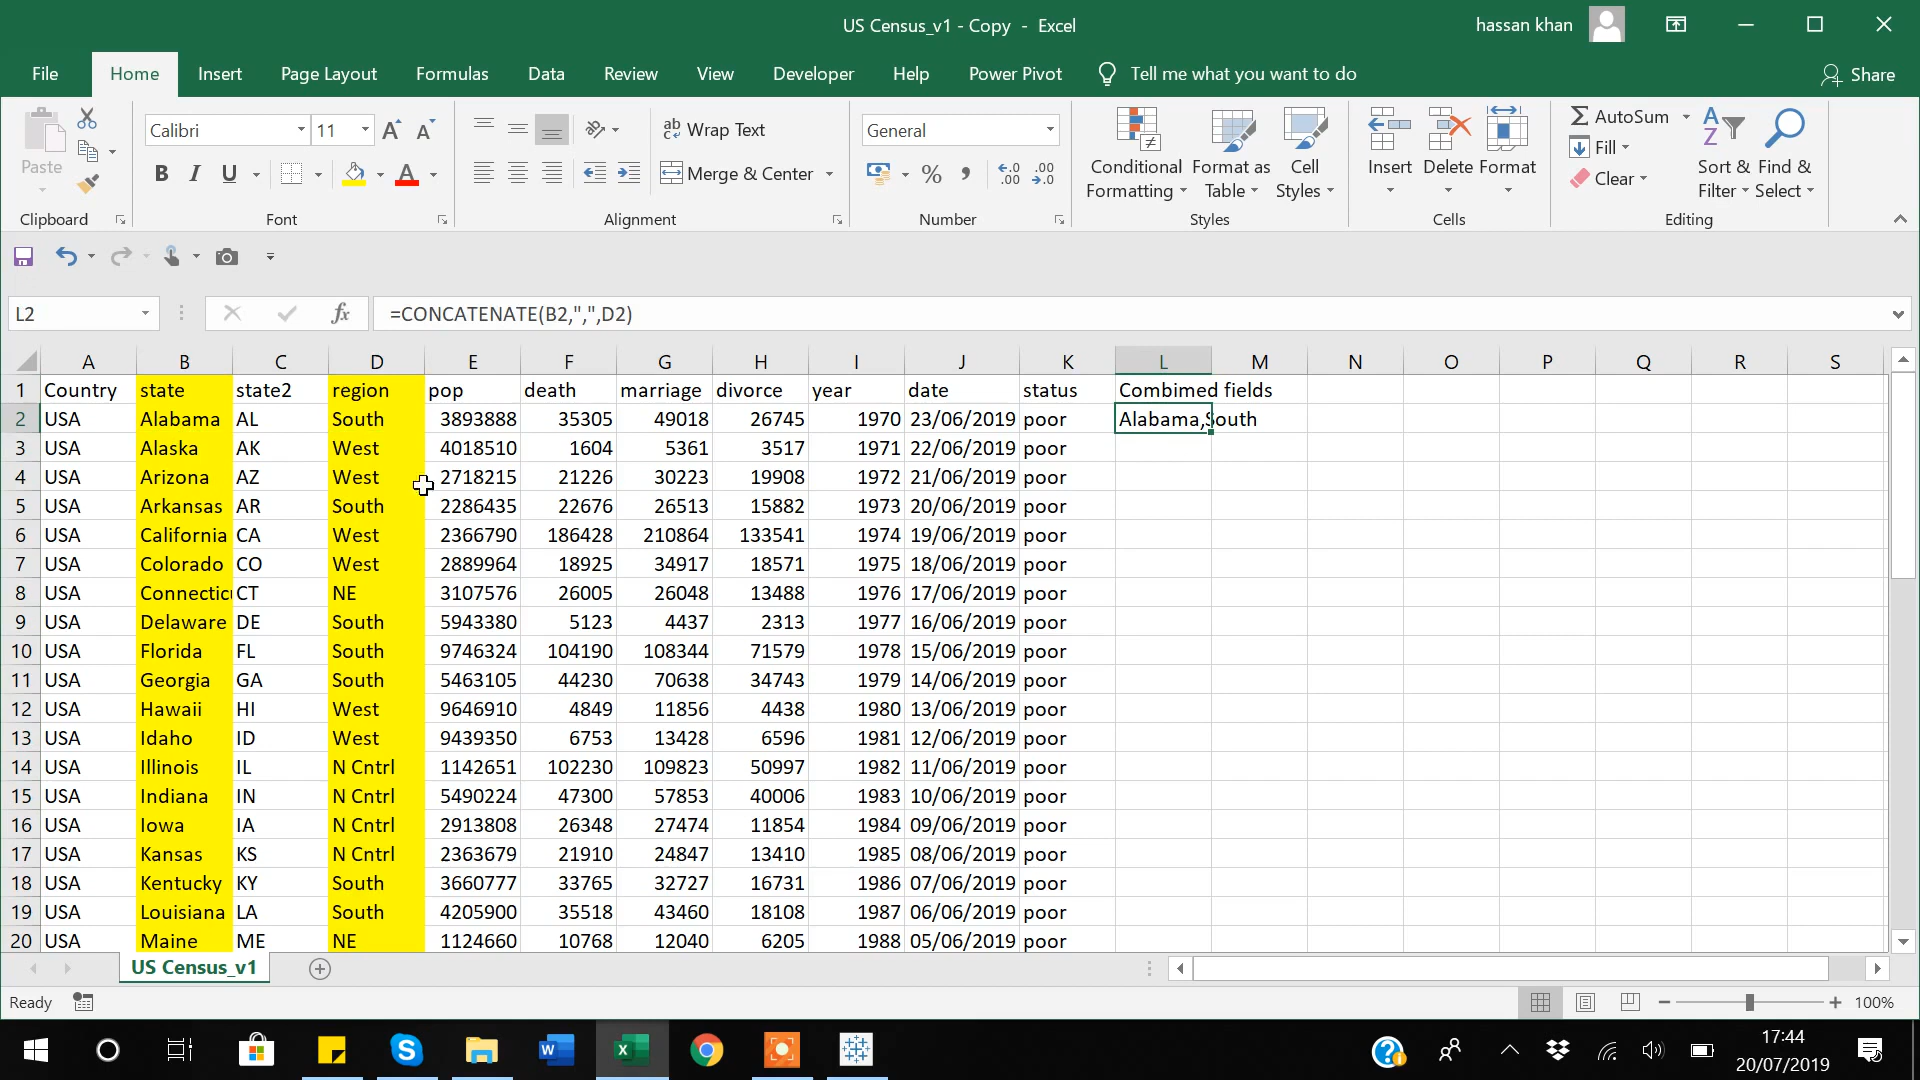 US Census_v1 - Copy - Excel
hassan khan
File Home Insert Page Layout Formulas Data Review View Developer Help Power Pivot Tell me what you want to do Share
Paste
Calibri 11
Wrap Text
General
Merge & Center
Conditional Formatting
Format as Table
Cell Styles
Insert Delete Format
AutoSum
Fill
Clear
Sort & Filter
Find & Select
Clipboard Font Alignment Number Styles Cells Editing
L2 =CONCATENATE(B2,",",D2)
A B C D E F G H I J K L M N O P Q R S
1 Country state state2 region pop death marriage divorce year date status Combimed fields
2 USA Alabama AL South 3893888 35305 49018 26745 1970 23/06/2019 poor Alabama,South
3 USA Alaska AK West 4018510 1604 5361 3517 1971 22/06/2019 poor
4 USA Arizona AZ West 2718215 21226 30223 19908 1972 21/06/2019 poor
5 USA Arkansas AR South 2286435 22676 26513 15882 1973 20/06/2019 poor
6 USA California CA West 2366790 186428 210864 133541 1974 19/06/2019 poor
7 USA Colorado CO West 2889964 18925 34917 18571 1975 18/06/2019 poor
8 USA Connectic CT NE 3107576 26005 26048 13488 1976 17/06/2019 poor
9 USA Delaware DE South 5943380 5123 4437 2313 1977 16/06/2019 poor
10 USA Florida FL South 9746324 104190 108344 71579 1978 15/06/2019 poor
11 USA Georgia GA South 5463105 44230 70638 34743 1979 14/06/2019 poor
12 USA Hawaii HI West 9646910 4849 11856 4438 1980 13/06/2019 poor
13 USA Idaho ID West 9439350 6753 13428 6596 1981 12/06/2019 poor
14 USA Illinois IL N Cntrl 1142651 102230 109823 50997 1982 11/06/2019 poor
15 USA Indiana IN N Cntrl 5490224 47300 57853 40006 1983 10/06/2019 poor
16 USA Iowa IA N Cntrl 2913808 26348 27474 11854 1984 09/06/2019 poor
17 USA Kansas KS N Cntrl 2363679 21910 24847 13410 1985 08/06/2019 poor
18 USA Kentucky KY South 3660777 33765 32727 16731 1986 07/06/2019 poor
19 USA Louisiana LA South 4205900 35518 43460 18108 1987 06/06/2019 poor
20 USA Maine ME NE 1124660 10768 12040 6205 1988 05/06/2019 poor
US Census_v1
Ready
100%
17:44
20/07/2019